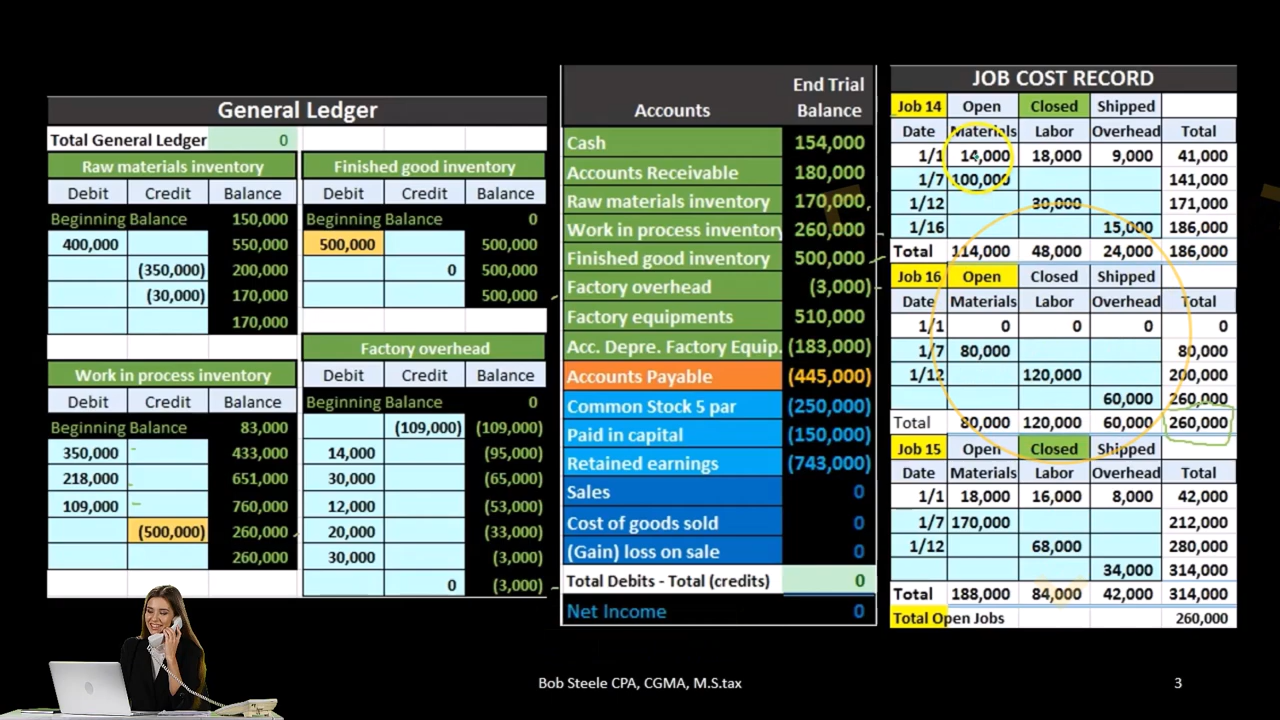 General Ledger
Total General Ledger 0
Raw materials inventory
Debit Credit Balance
Beginning Balance 150,000
400,000 550,000
(350,000) 200,000
(30,000) 170,000
170,000
Work in process inventory
Debit Credit Balance
Beginning Balance 83,000
350,000 433,000
218,000 651,000
109,000 760,000
(500,000) 260,000
260,000
Finished good inventory
Debit Credit Balance
Beginning Balance 0
500,000 500,000
0 500,000
500,000
Factory overhead
Debit Credit Balance
Beginning Balance 0
(109,000) (109,000)
14,000 (95,000)
30,000 (65,000)
12,000 (53,000)
20,000 (33,000)
30,000 (3,000)
0 (3,000)
End Trial
Accounts Balance
Cash 154,000
Accounts Receivable 180,000
Raw materials inventory 170,000
Work in process inventory 260,000
Finished good inventory 500,000
Factory overhead (3,000)
Factory equipments 510,000
Acc. Depre. Factory Equip. (183,000)
Accounts Payable (445,000)
Common Stock 5 par (250,000)
Paid in capital (150,000)
Retained earnings (743,000)
Sales 0
Cost of goods sold 0
(Gain) loss on sale 0
Total Debits - Total (credits) 0
Net Income 0
JOB COST RECORD
Job 14 Open Closed Shipped
Date Materials Labor Overhead Total
1/1 14,000 18,000 9,000 41,000
1/7 100,000 141,000
1/12 30,000 171,000
1/16 15,000 186,000
Total 114,000 48,000 24,000 186,000
Job 16 Open Closed Shipped
Date Materials Labor Overhead Total
1/1 0 0 0 0
1/7 80,000 80,000
1/12 120,000 200,000
60,000 260,000
Total 80,000 120,000 60,000 260,000
Job 15 Open Closed Shipped
Date Materials Labor Overhead Total
1/1 18,000 16,000 8,000 42,000
1/7 170,000 212,000
1/12 68,000 280,000
34,000 314,000
Total 188,000 84,000 42,000 314,000
Total Open Jobs 260,000
Bob Steele CPA, CGMA, M.S.tax
3